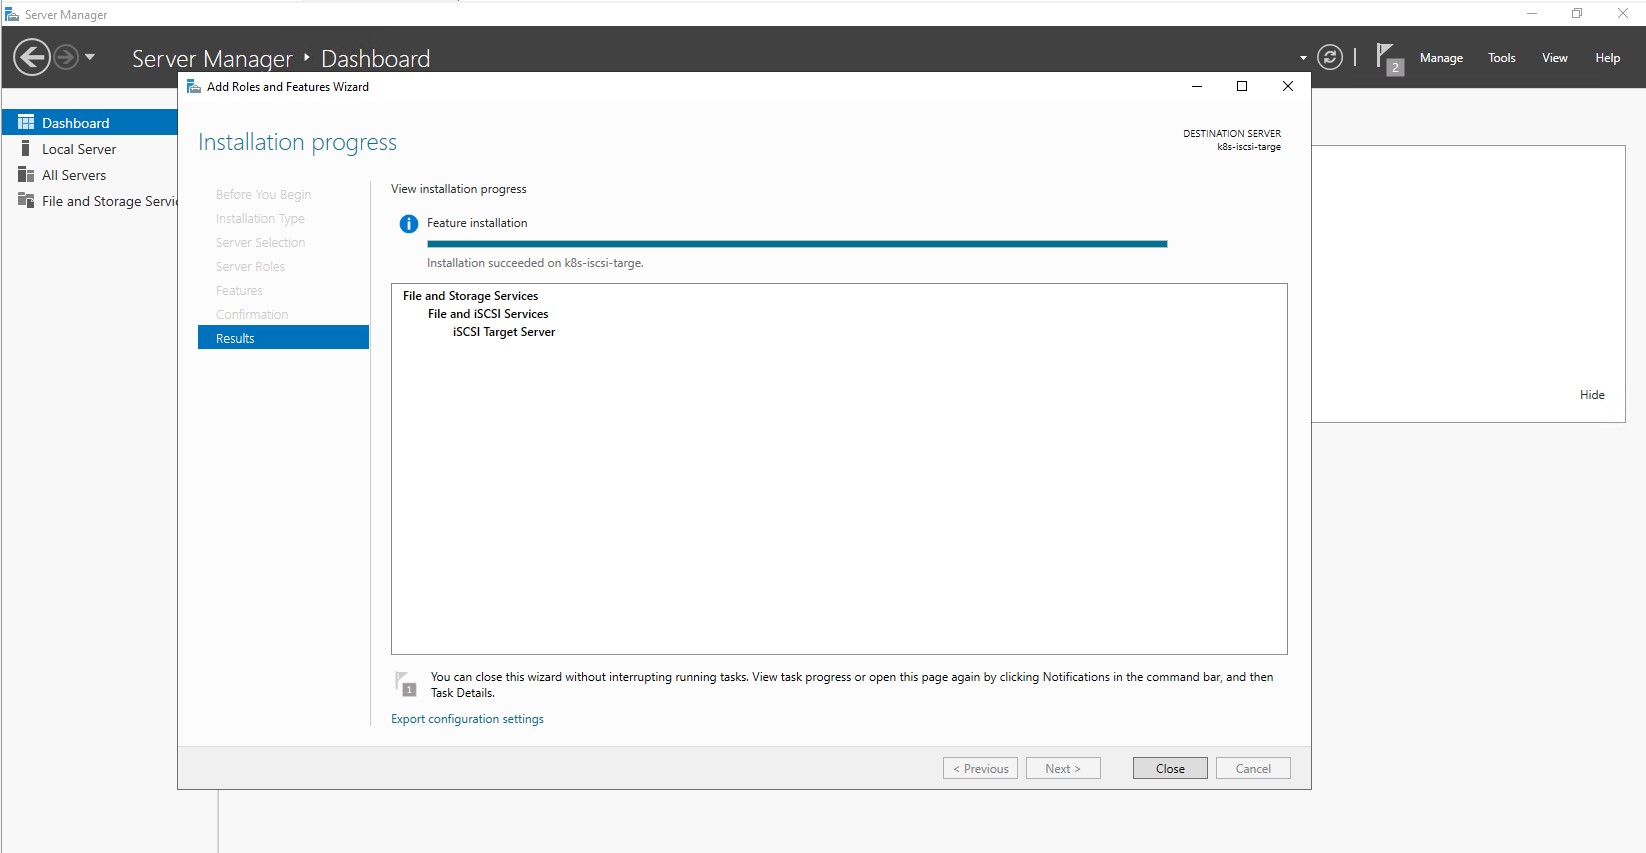 Server Manager
Server Manager ‣ Dashboard
2
Manage
Tools
View
Help
Dashboard
Local Server
All Servers
File and Storage Servic
Add Roles and Features Wizard
Installation progress
DESTINATION SERVER
k8s-iscsi-targe
Before You Begin
Installation Type
Server Selection
Server Roles
Features
Confirmation
Results
View installation progress
Feature installation
Installation succeeded on k8s-iscsi-targe.
File and Storage Services
File and iSCSI Services
iSCSI Target Server
1
You can close this wizard without interrupting running tasks. View task progress or open this page again by clicking Notifications in the command bar, and then
Task Details.
Export configuration settings
< Previous
Next >
Close
Cancel
Hide